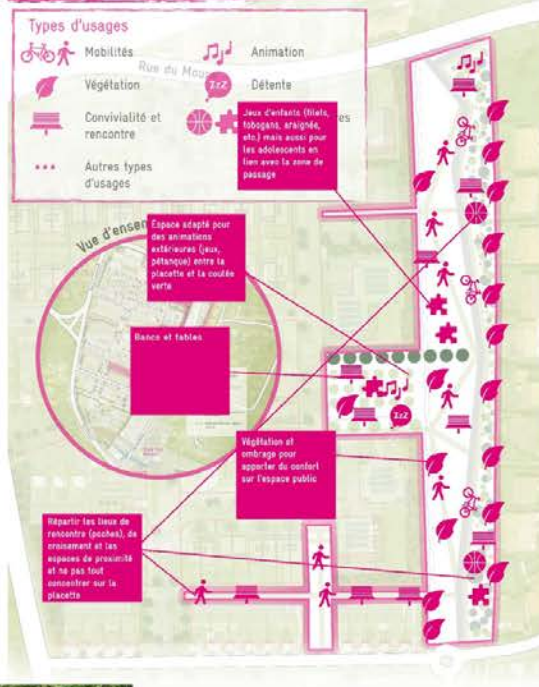 Types d'usages
Mobilités
Animation
Rue du
Végétation
Détente
Zzz
Convivialité et
rencontre
Autres types
d'usages
Jeux d'enfants (filets,
tobogans, araignée,
etc.) mais aussi pour
les adolescents en
lien avec la zone de
passage
Vue d'ensem
Espace adapté pour
des animations
extérieures (jeux,
pétanque) entre la
placette et la coulée
verte
Bancs et tables
Zzz
Végétation et
ombrage pour
apporter du confort
sur l'espace public
Répartir les lieux de
rencontre (poches), de
croisement et les
espaces de proximité
et ne pas tout
concentrer sur la
placette